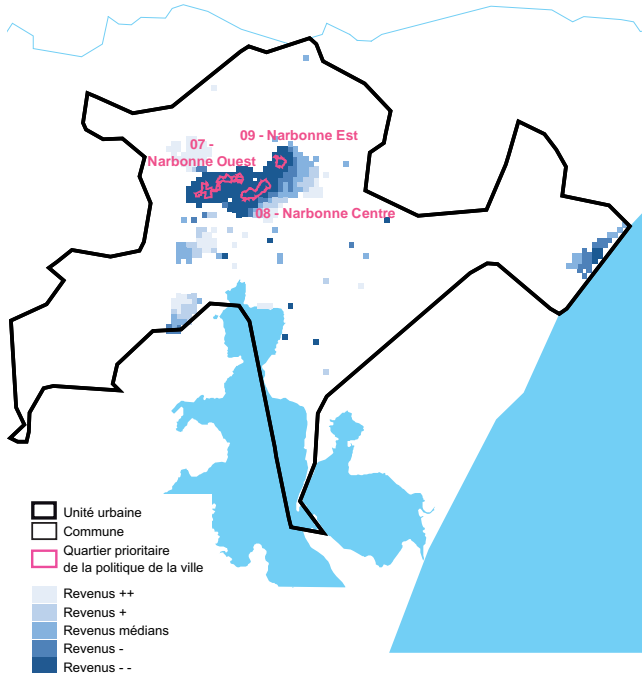 09 - Narbonne Est
07 -
Narbonne Ouest
08 - Narbonne Centre
Unité urbaine
Commune
Quartier prioritaire
de la politique de la ville
Revenus ++
Revenus +
Revenus médians
Revenus -
Revenus - -